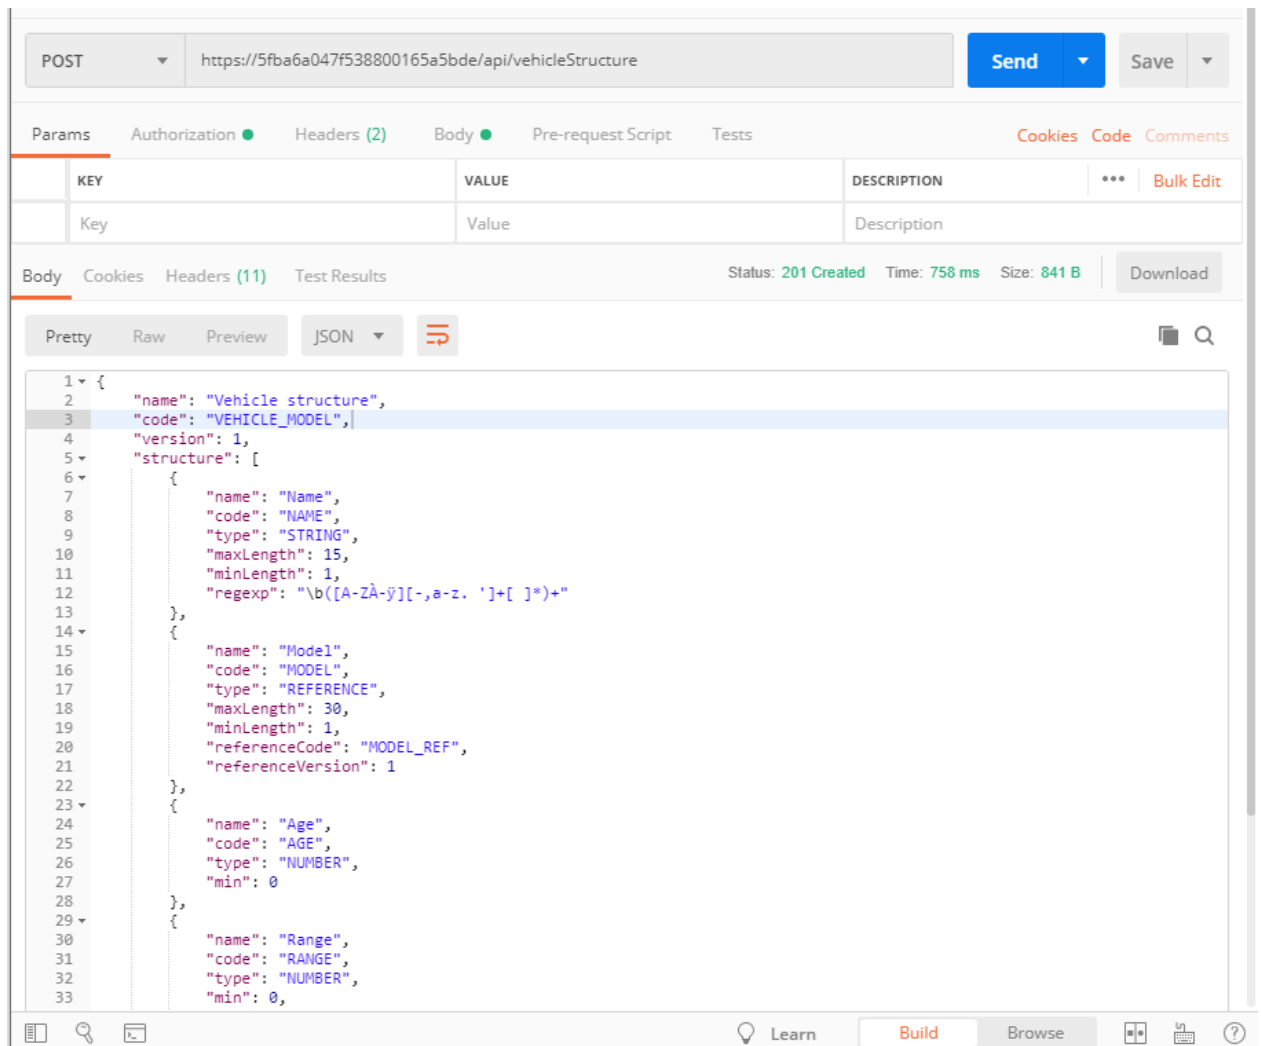 POST https://5fba6a047f538800165a5bde/api/vehicleStructure Send Save
Params Authorization Headers (2) Body Pre-request Script Tests Cookies Code Comments
KEY VALUE DESCRIPTION ••• Bulk Edit
Key Value Description
Body Cookies Headers (11) Test Results Status: 201 Created Time: 758 ms Size: 841 B Download
Pretty Raw Preview JSON
1 {
2 "name": "Vehicle structure",
3 "code": "VEHICLE_MODEL",
4 "version": 1,
5 "structure": [
6 {
7 "name": "Name",
8 "code": "NAME",
9 "type": "STRING",
10 "maxLength": 15,
11 "minLength": 1,
12 "regexp": "\b([A-ZÀ-ÿ][-,a-z. ']+[ ]*)+"
13 },
14 {
15 "name": "Model",
16 "code": "MODEL",
17 "type": "REFERENCE",
18 "maxLength": 30,
19 "minLength": 1,
20 "referenceCode": "MODEL_REF",
21 "referenceVersion": 1
22 },
23 {
24 "name": "Age",
25 "code": "AGE",
26 "type": "NUMBER",
27 "min": 0
28 },
29 {
30 "name": "Range",
31 "code": "RANGE",
32 "type": "NUMBER",
33 "min": 0,
Learn Build Browse